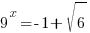 9^x = -1 + √6